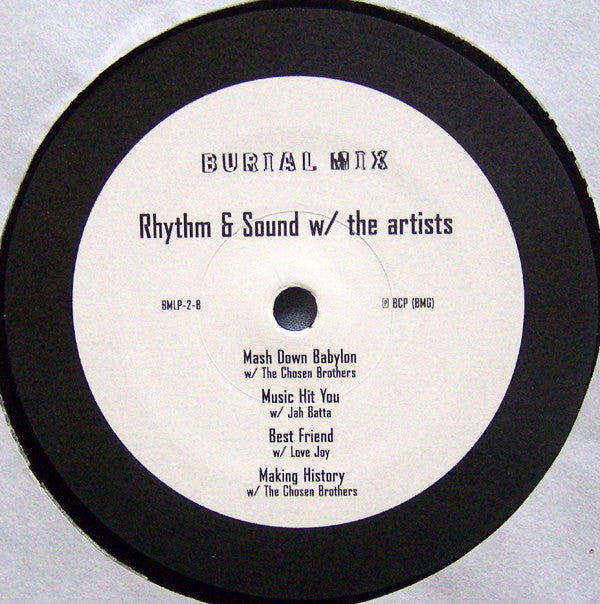 BURIAL MIX
Rhythm & Sound w/ the artists
BMLP-2-B
℗ BCP (BMG)
Mash Down Babylon
w/ The Chosen Brothers
Music Hit You
w/ Jah Batta
Best Friend
w/ Love Joy
Making History
w/ The Chosen Brothers